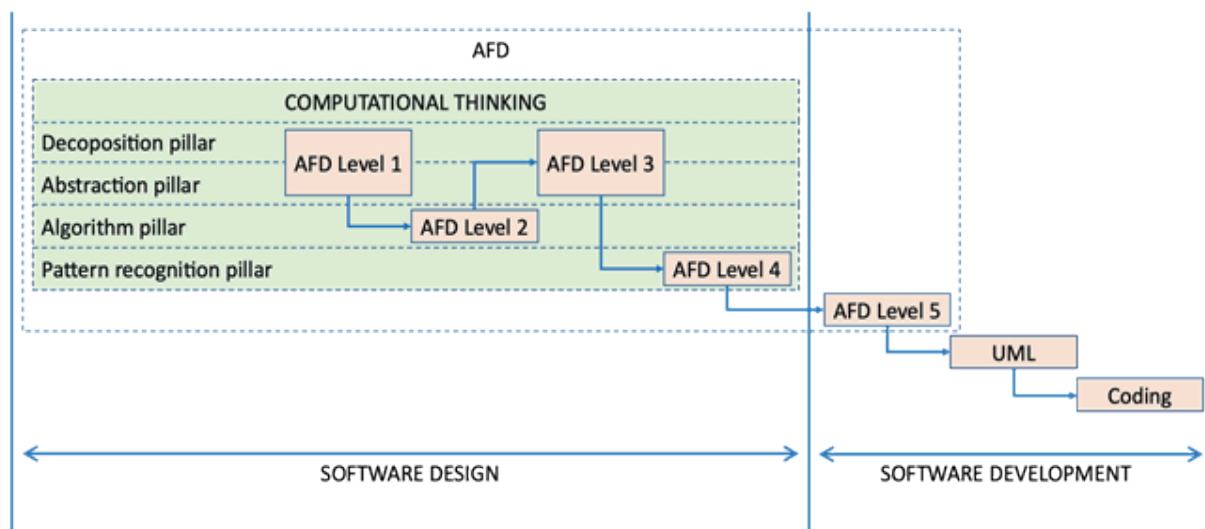 AFD
COMPUTATIONAL THINKING
Decoposition pillar
AFD Level 1
AFD Level 3
Abstraction pillar
Algorithm pillar
AFD Level 2
Pattern recognition pillar
AFD Level 4
AFD Level 5
UML
Coding
SOFTWARE DESIGN
SOFTWARE DEVELOPMENT